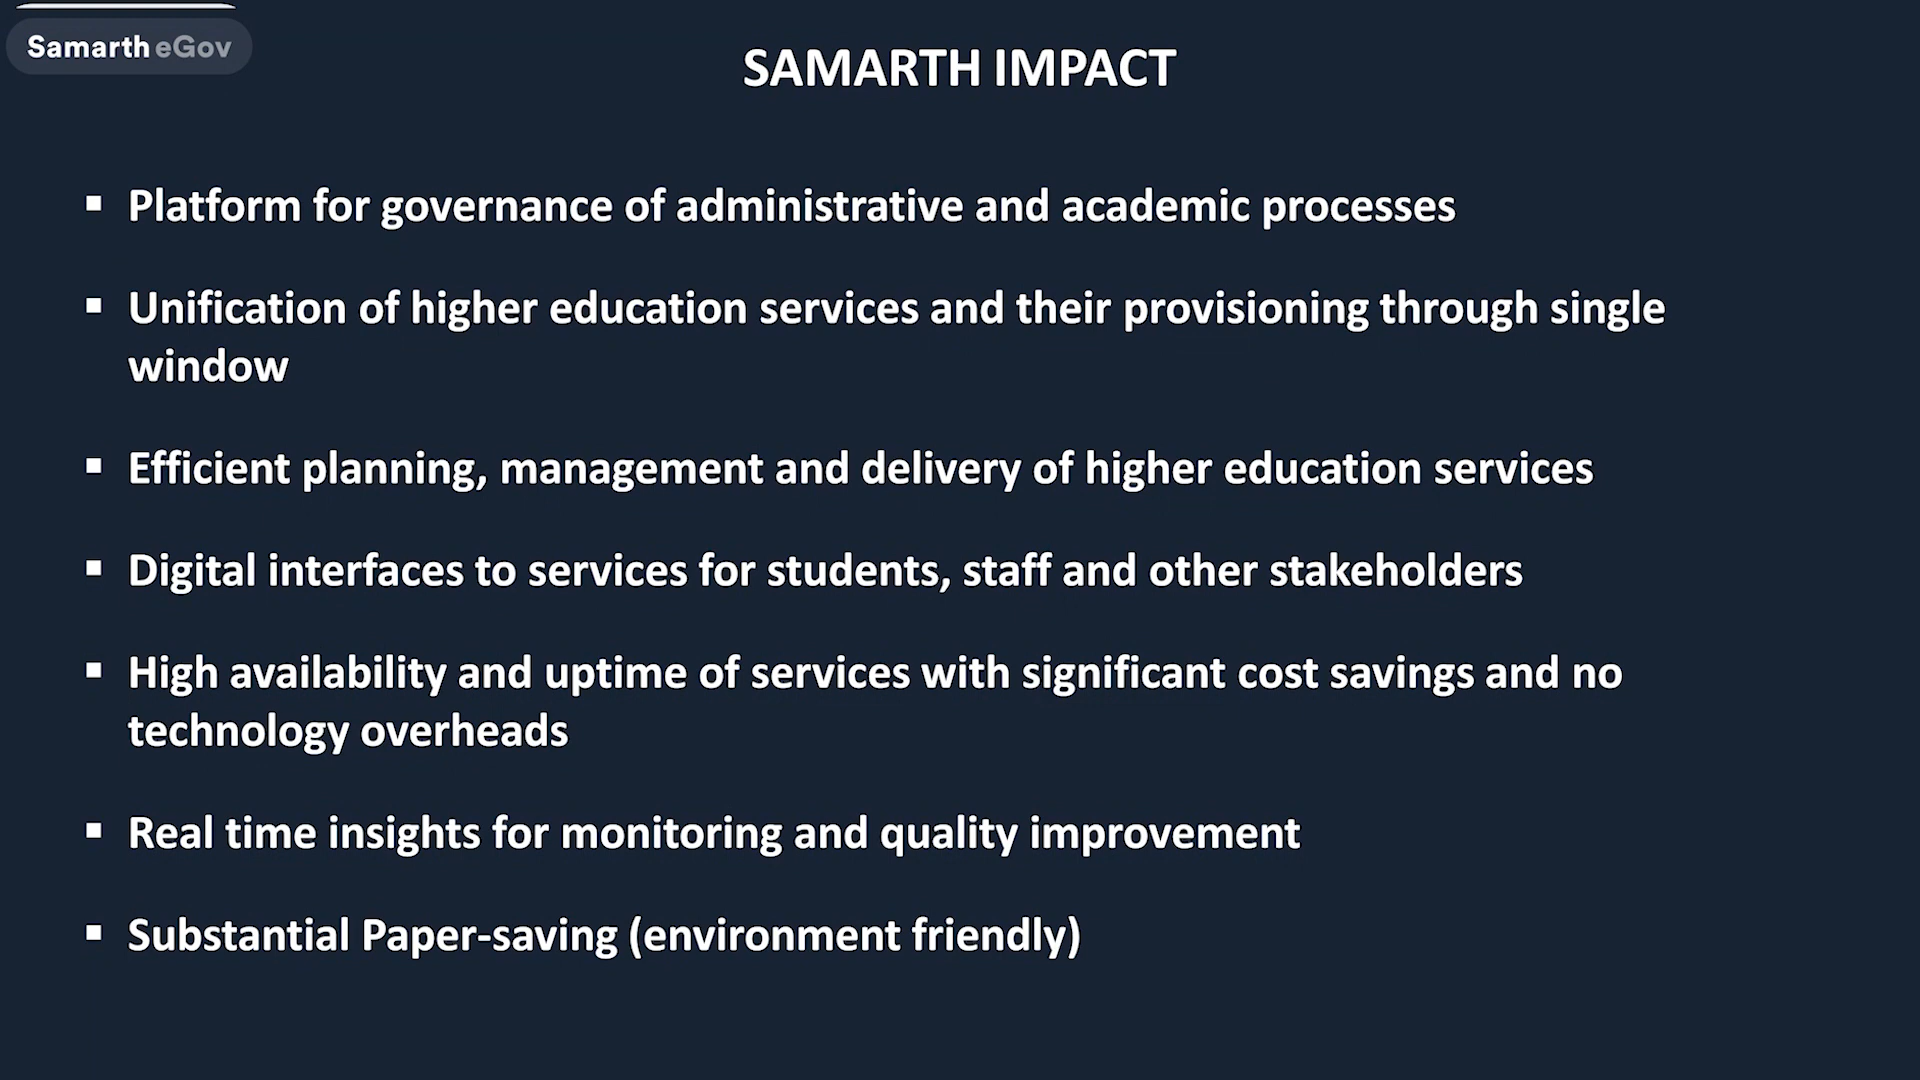 Samarth eGov
SAMARTH IMPACT
▪ Platform for governance of administrative and academic processes
▪ Unification of higher education services and their provisioning through single
window
▪ Efficient planning, management and delivery of higher education services
▪ Digital interfaces to services for students, staff and other stakeholders
▪ High availability and uptime of services with significant cost savings and no
technology overheads
▪ Real time insights for monitoring and quality improvement
▪ Substantial Paper-saving (environment friendly)